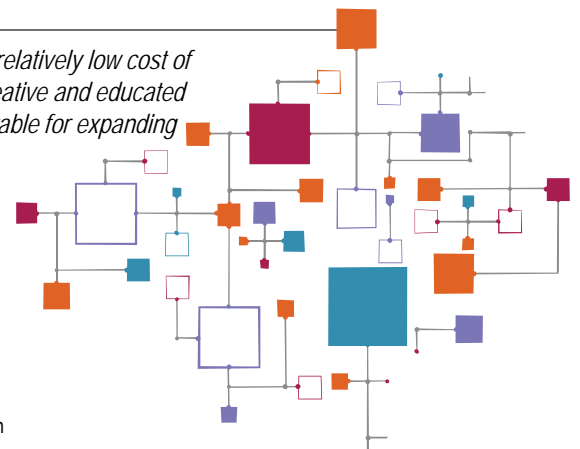 relatively low cost of
eative and educated
able for expanding
n